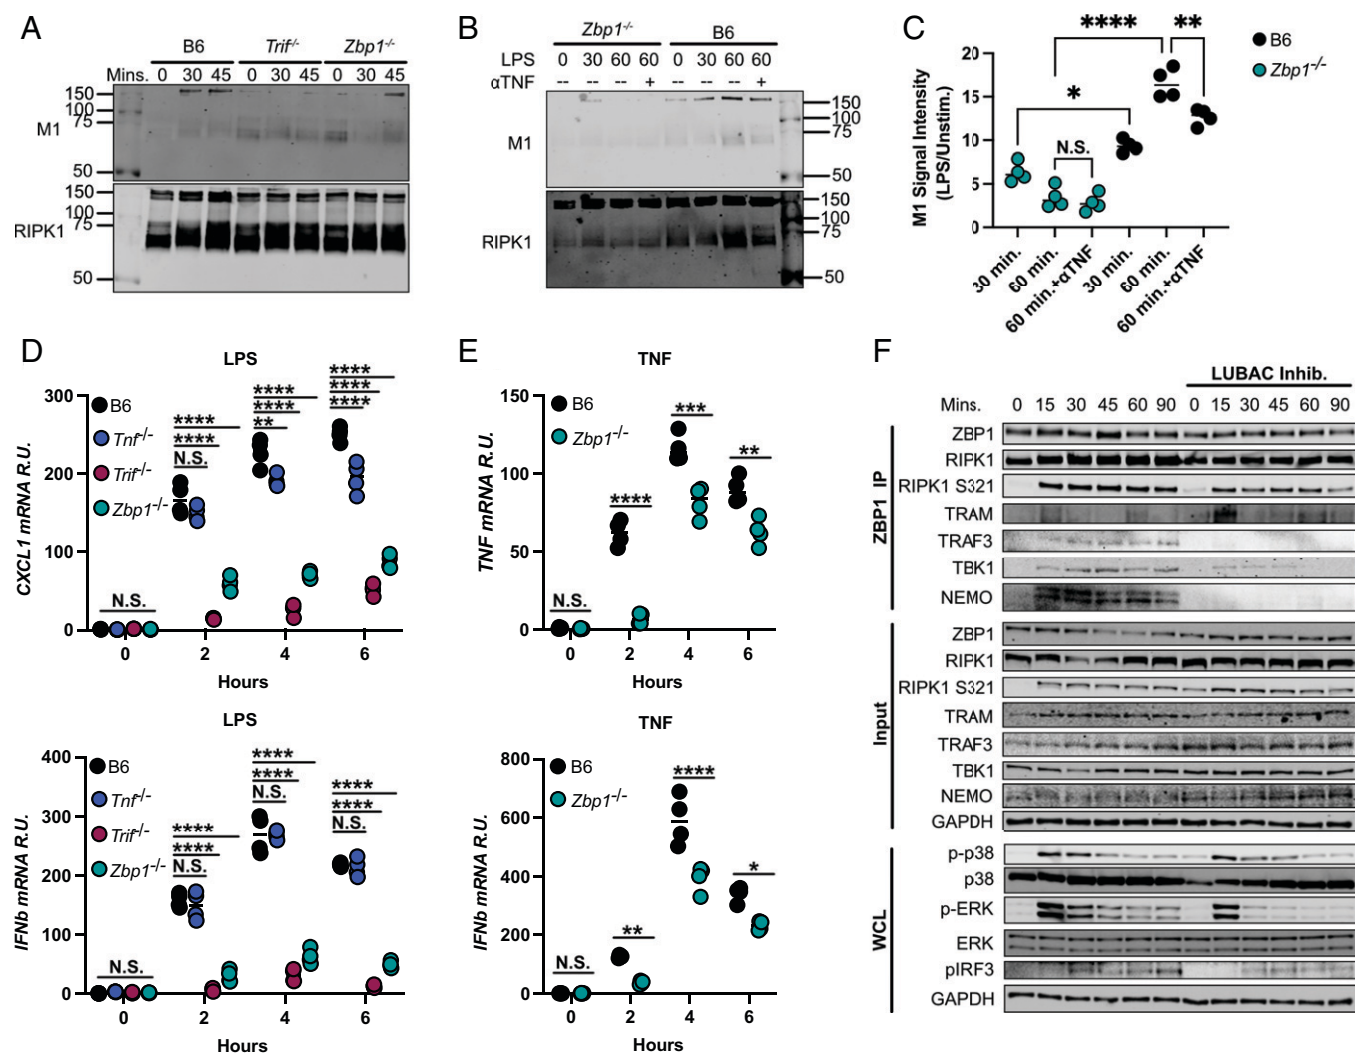 A
B6 Trif-/- Zbp1-/-
Mins. 0 30 45 0 30 45 0 30 45
150
100
75
M1
50
150
100
75
RIPK1
50
B
Zbp1-/- B6
LPS 0 30 60 60 0 30 60 60
αTNF -- -- -- + -- -- -- +
150
100
75
M1
50
150
100
75
RIPK1
50
C
**** **
B6
Zbp1-/-
*
N.S.
20
15
10
5
0
M1 Signal Intensity
(LPS/Unstim.)
30 min.
60 min.
60 min.+αTNF
30 min.
60 min.
60 min.+αTNF
D
LPS
300
200
100
0
CXCL1 mRNA R.U.
B6
Tnf-/-
Trif-/-
Zbp1-/-
N.S.
****
****
N.S.
****
****
**
****
****
****
0 2 4 6
Hours
LPS
400
300
200
100
0
IFNb mRNA R.U.
B6
Tnf-/-
Trif-/-
Zbp1-/-
N.S.
****
****
N.S.
****
****
N.S.
****
****
N.S.
0 2 4 6
Hours
E
TNF
150
100
50
0
TNF mRNA R.U.
B6
Zbp1-/-
N.S.
****
***
**
0 2 4 6
Hours
TNF
800
600
400
200
0
IFNb mRNA R.U.
B6
Zbp1-/-
N.S.
**
****
*
0 2 4 6
Hours
F
LUBAC Inhib.
Mins. 0 15 30 45 60 90 0 15 30 45 60 90
ZBP1 IP
ZBP1
RIPK1
RIPK1 S321
TRAM
TRAF3
TBK1
NEMO
Input
ZBP1
RIPK1
RIPK1 S321
TRAM
TRAF3
TBK1
NEMO
GAPDH
WCL
p-p38
p38
p-ERK
ERK
pIRF3
GAPDH